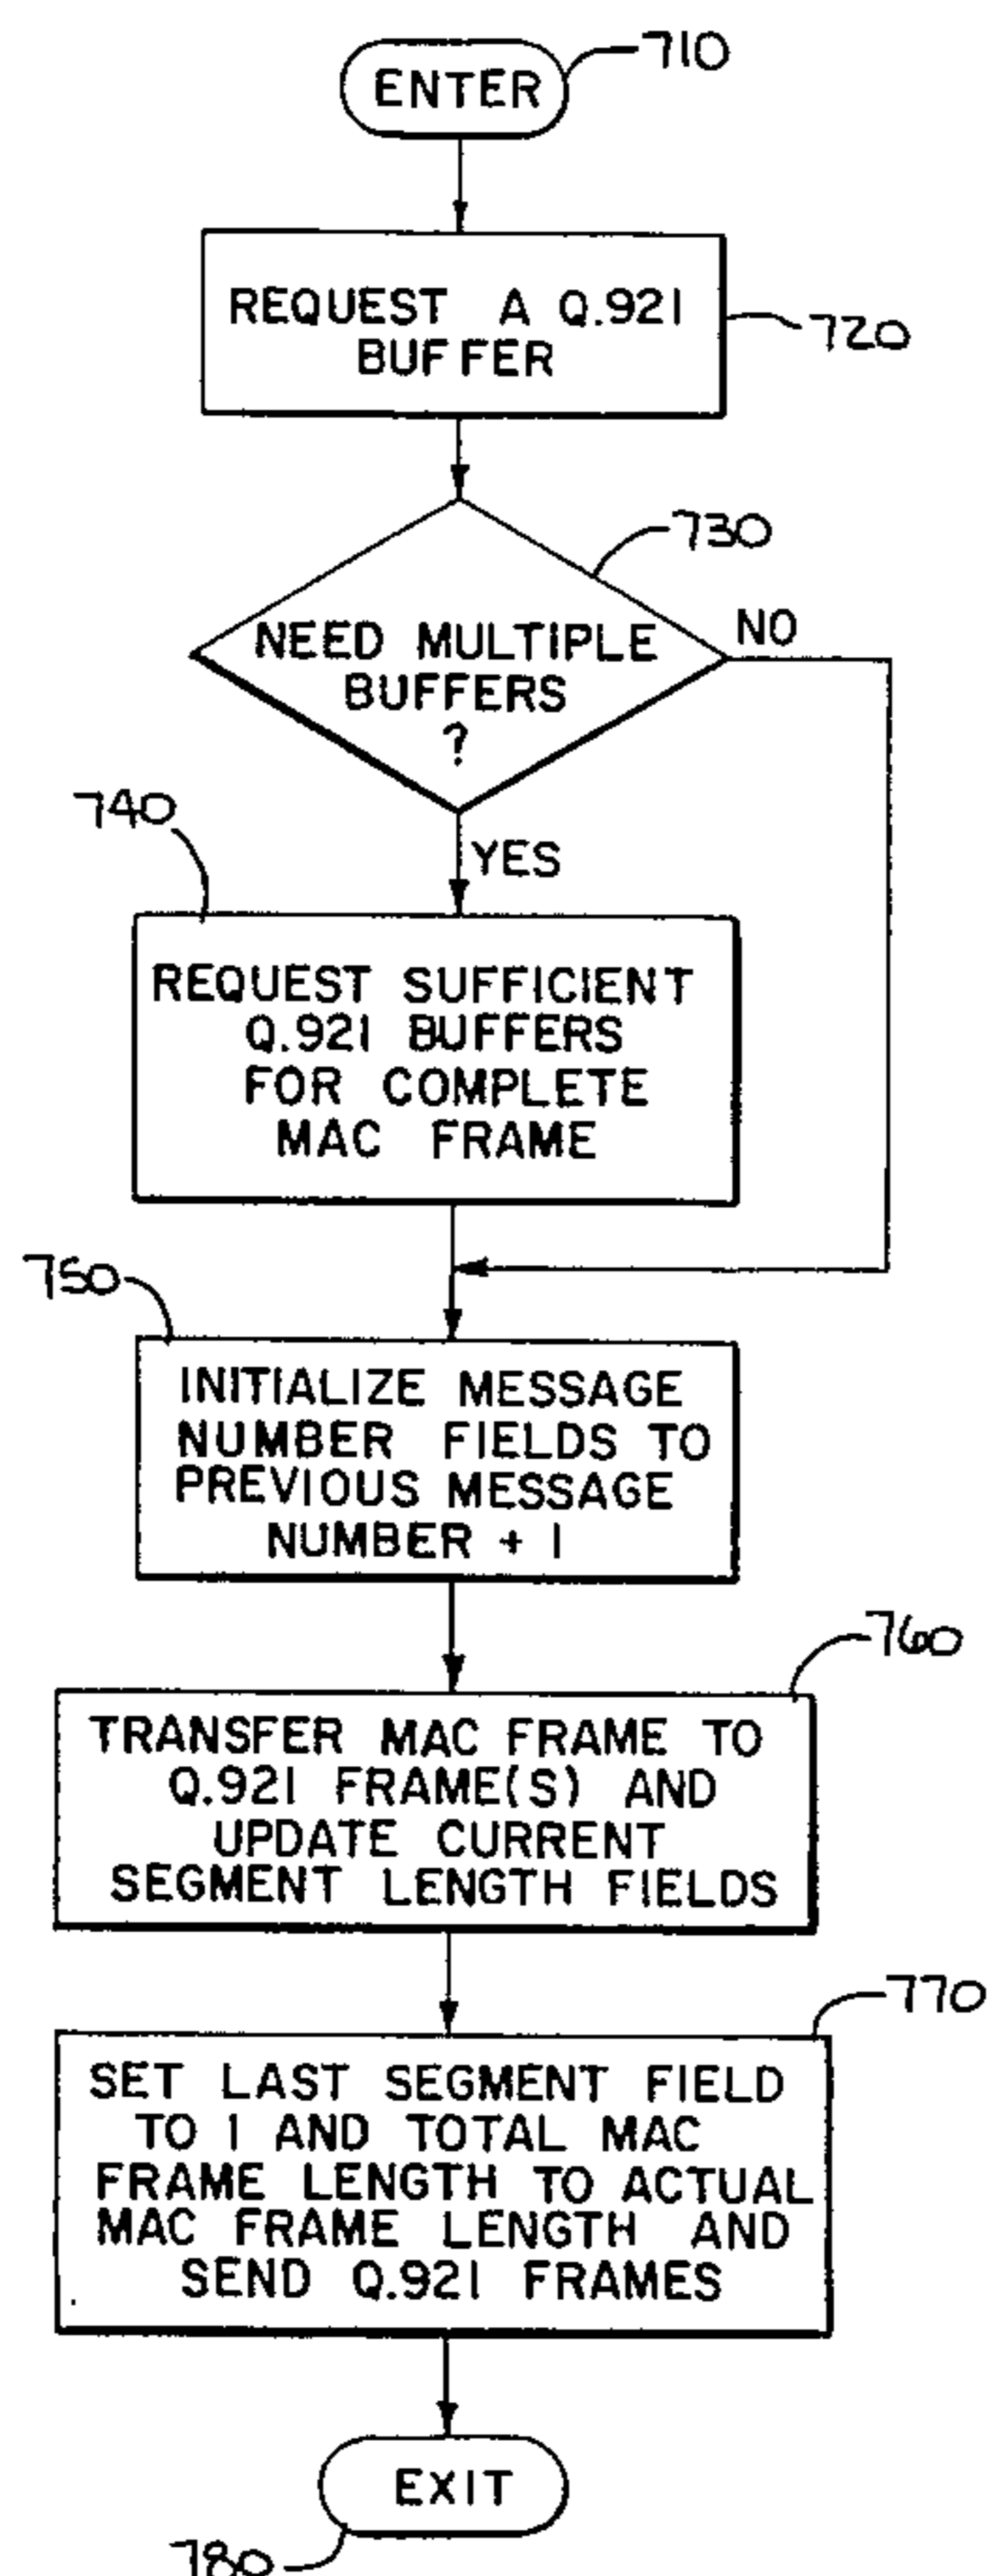 710
ENTER
REQUEST A Q.921
BUFFER
720
730
NEED MULTIPLE
BUFFERS
?
NO
YES
740
REQUEST SUFFICIENT
Q.921 BUFFERS
FOR COMPLETE
MAC FRAME
750
INITIALIZE MESSAGE
NUMBER FIELDS TO
PREVIOUS MESSAGE
NUMBER + 1
760
TRANSFER MAC FRAME TO
Q.921 FRAME(S) AND
UPDATE CURRENT
SEGMENT LENGTH FIELDS
770
SET LAST SEGMENT FIELD
TO 1 AND TOTAL MAC
FRAME LENGTH TO ACTUAL
MAC FRAME LENGTH AND
SEND Q.921 FRAMES
EXIT
780